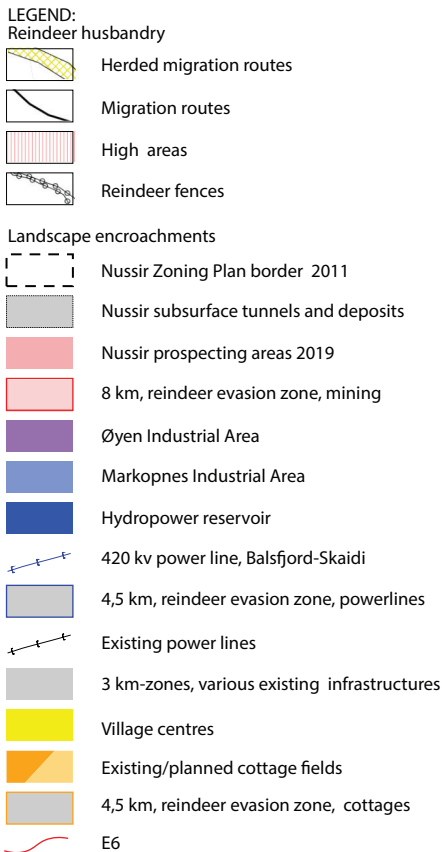 LEGEND:
Reindeer husbandry
Herded migration routes
Migration routes
High  areas
Reindeer fences
Landscape encroachments
Nussir Zoning Plan border  2011
Nussir subsurface tunnels and deposits
Nussir prospecting areas 2019
8 km, reindeer evasion zone, mining
Øyen Industrial Area
Markopnes Industrial Area
Hydropower reservoir
420 kv power line, Balsfjord-Skaidi
4,5 km, reindeer evasion zone, powerlines
Existing power lines
3 km-zones, various existing  infrastructures
Village centres
Existing/planned cottage fields
4,5 km, reindeer evasion zone,  cottages
E6